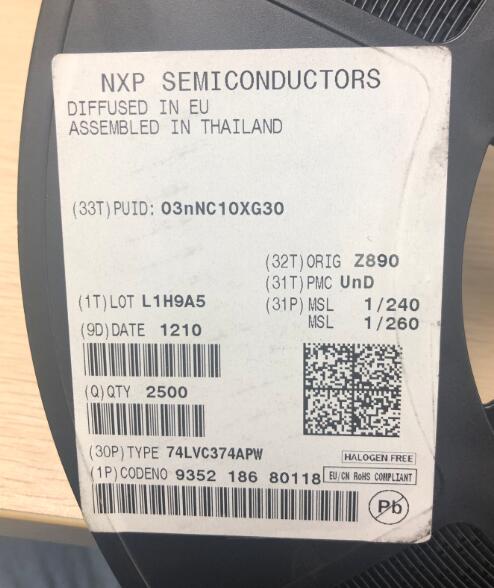 NXP SEMICONDUCTORS
DIFFUSED IN EU
ASSEMBLED IN THAILAND
(33T)PUID: 03nNC10XG30
(32T)ORIG Z890
(31T)PMC UnD
(1T)LOT L1H9A5
(31P) MSL 1/240
MSL 1/260
(9D)DATE 1210
(Q)QTY 2500
(30P)TYPE 74LVC374APW
HALOGEN FREE
(1P)CODENO 9352 186 80118
EU/CN RoHS COMPLIANT
Pb